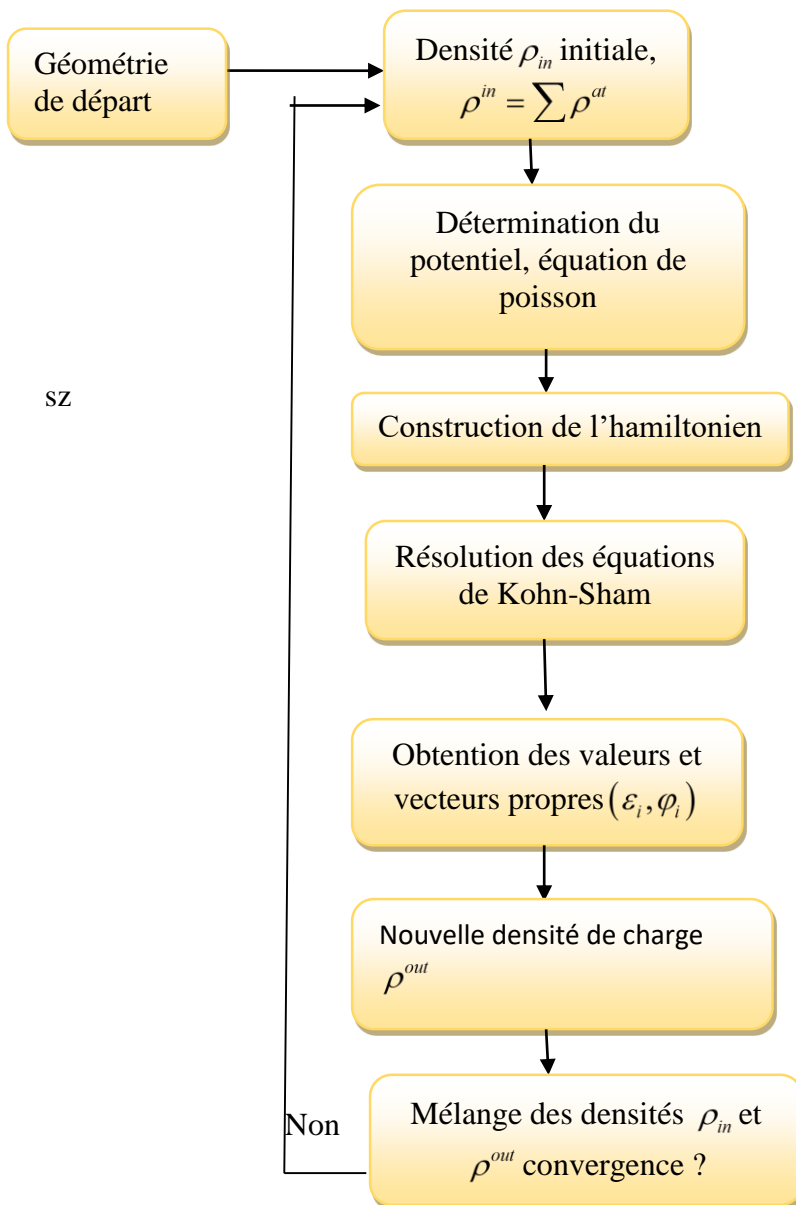 Géométrie
de départ
Densité ρ_in initiale,
ρ^in = ∑ ρ^at
Détermination du
potentiel, équation de
poisson
sz
Construction de l’hamiltonien
Résolution des équations
de Kohn-Sham
Obtention des valeurs et
vecteurs propres (ε_i, φ_i)
Nouvelle densité de charge
ρ^out
Non
Mélange des densités ρ_in et
ρ^out convergence ?